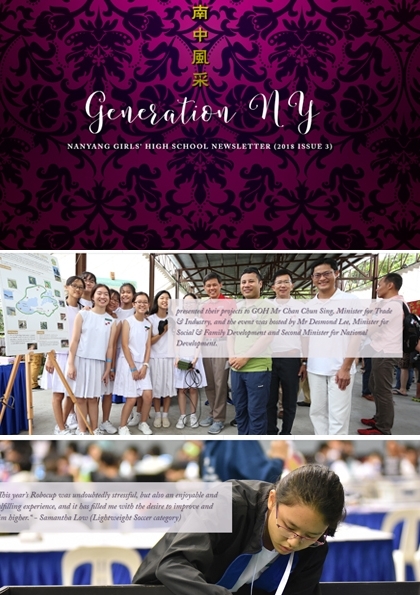 南中風采
Generation NY
NANYANG GIRLS' HIGH SCHOOL NEWSLETTER (2018 ISSUE 3)
presented their projects to GOH Mr Chan Chun Sing, Minister for Trade
& Industry, and the event was hosted by Mr Desmond Lee, Minister for
Social & Family Development and Second Minister for National
Development.
This year's Robocup was undoubtedly stressful, but also an enjoyable and
experience, and it has filled me with the desire to improve and
higher." - Samantha Low (Lightweight Soccer category)